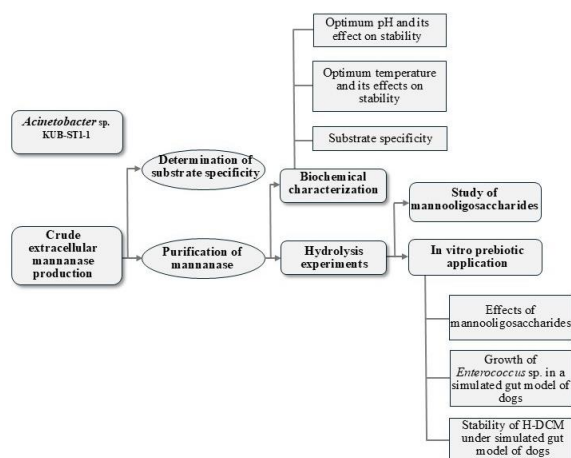 Optimum pH and its
effect on stability
Optimum temperature
and its effects on
stability
Substrate specificity
Acinetobacter sp.
KUB-ST1-1
Determination of
substrate specificity
Biochemical
characterization
Study of
mannooligosaccharides
Crude
extracellular
mannanase
production
Purification of
mannanase
Hydrolysis
experiments
In vitro prebiotic
application
Effects of
mannooligosaccharides
Growth of
Enterococcus sp. in a
simulated gut model of
dogs
Stability of H-DCM
under simulated gut
model of dogs